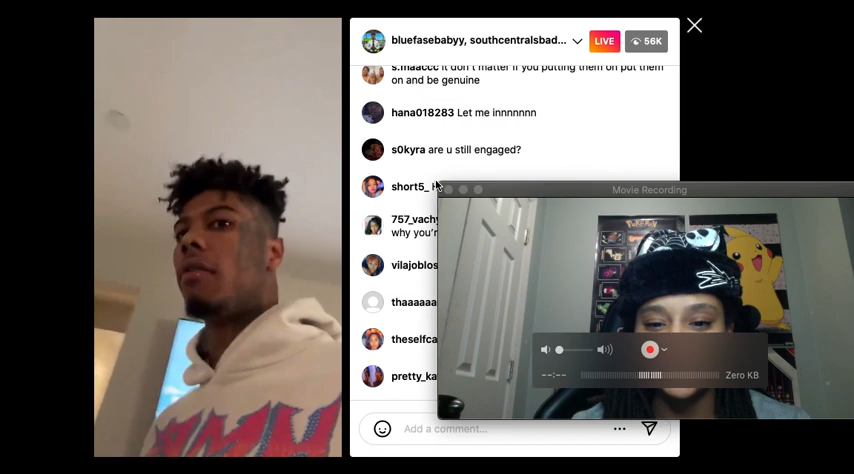 bluefasebabyy, southcentralsbad...
LIVE
56K
s.maaccc it don't matter if you putting them on put them
on and be genuine
hana018283 Let me innnnnnn
s0kyra are u still engaged?
short5_
757_vachy
why you'r
vilajoblos
thaaaaaa
theselfca
pretty_ka
Add a comment...
Movie Recording
--:--
Zero KB